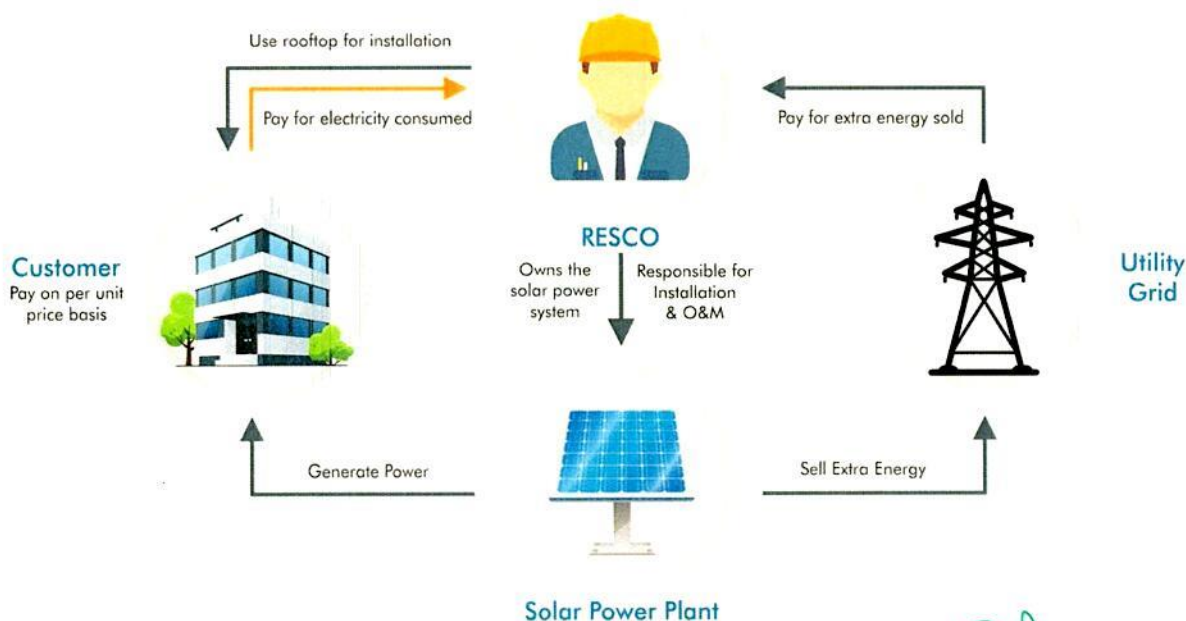 Use rooftop for installation
Pay for electricity consumed
Pay for extra energy sold
RESCO
Owns the
solar power
system
Responsible for
Installation
& O&M
Customer
Pay on per unit
price basis
Utility
Grid
Generate Power
Sell Extra Energy
Solar Power Plant